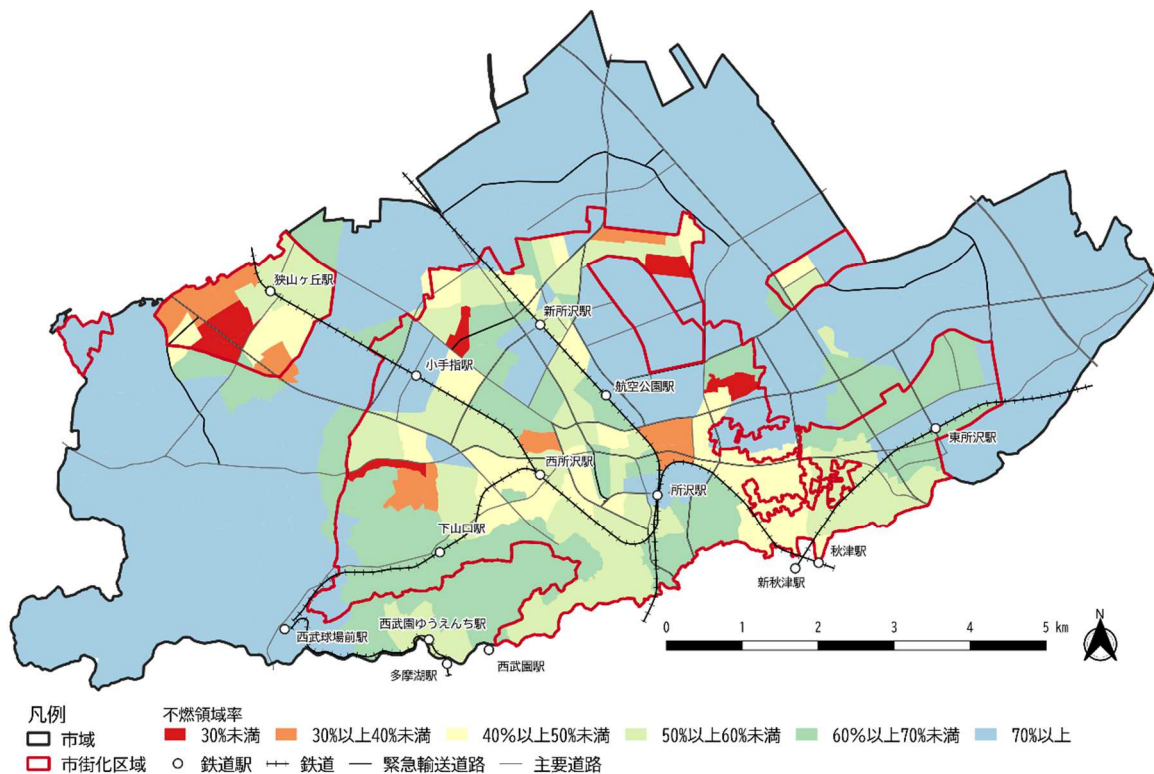 狭山ヶ丘駅
新所沢駅
小手指駅
航空公園駅
東所沢駅
西所沢駅
所沢駅
下山口駅
秋津駅
新秋津駅
西武園ゆうえんち駅
西武球場前駅
西武園駅
多摩湖駅
N
0 1 2 3 4 5 km
凡例
不燃領域率
市域
30%未満
30%以上40%未満
40%以上50%未満
50%以上60%未満
60%以上70%未満
70%以上
市街化区域
鉄道駅
鉄道
緊急輸送道路
主要道路